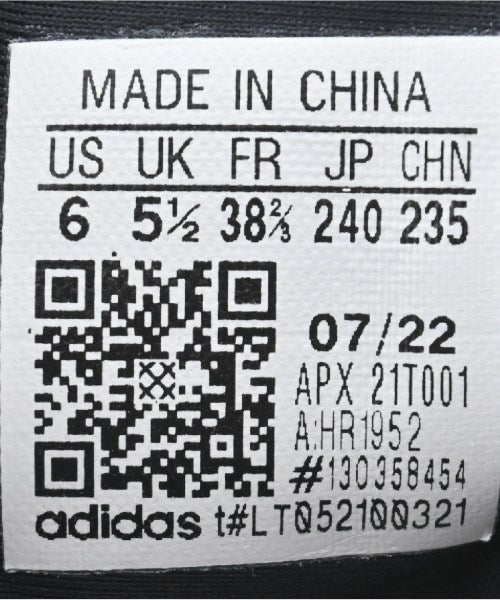 MADE IN CHINA
US UK FR JP CHN
6 5½ 38⅔ 240 235
07/22
APX 21T001
A:HR1952
#130358454
adidas t#LT052100321